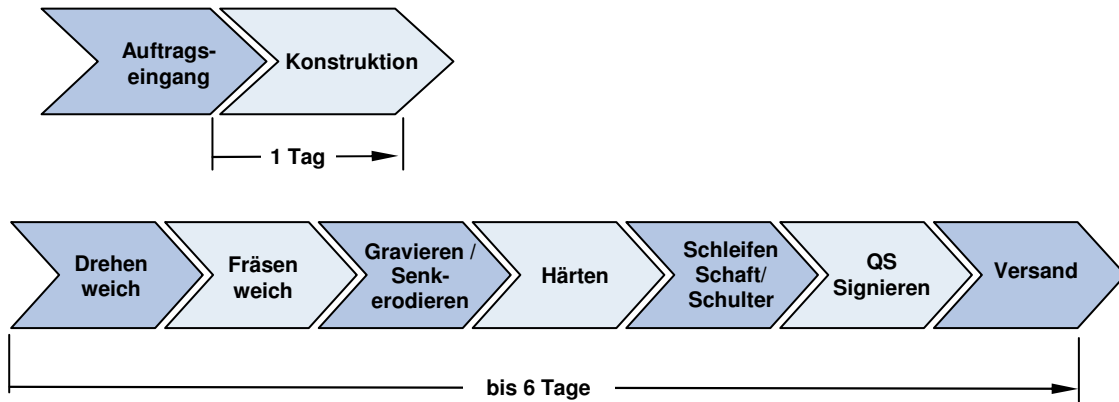 Auftrags-
eingang
Konstruktion
1 Tag
Drehen
weich
Fräsen
weich
Gravieren /
Senk-
erodieren
Härten
Schleifen
Schaft/
Schulter
QS
Signieren
Versand
bis 6 Tage